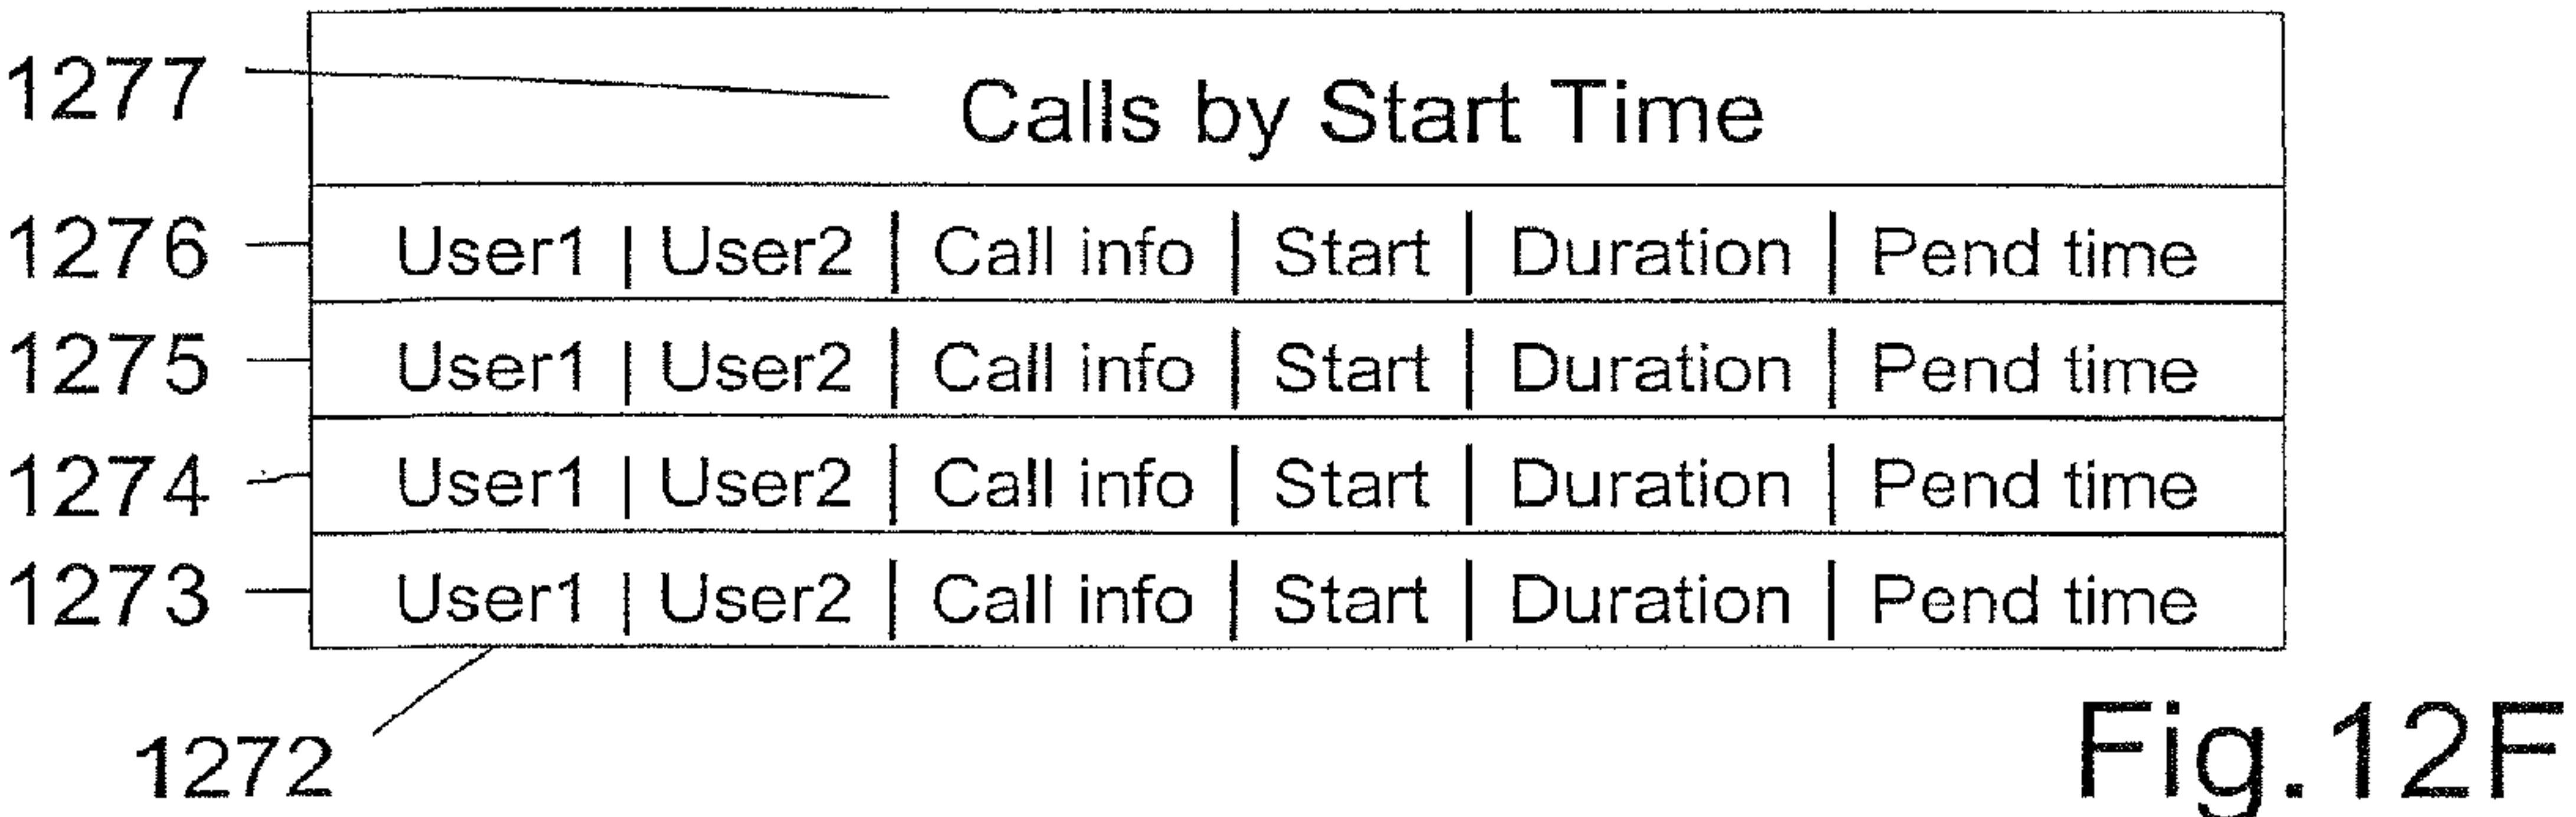 1277 Calls by Start Time
1276 User1 | User2 | Call info | Start | Duration | Pend time
1275 User1 | User2 | Call info | Start | Duration | Pend time
1274 User1 | User2 | Call info | Start | Duration | Pend time
1273 User1 | User2 | Call info | Start | Duration | Pend time
1272
Fig.12F